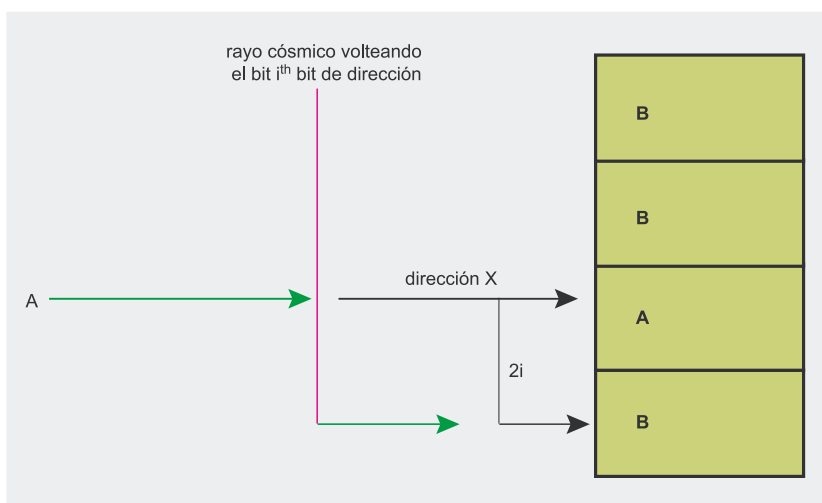 rayo cósmico volteando
el bit i^th bit de dirección
B
B
dirección X
A
A
2i
B